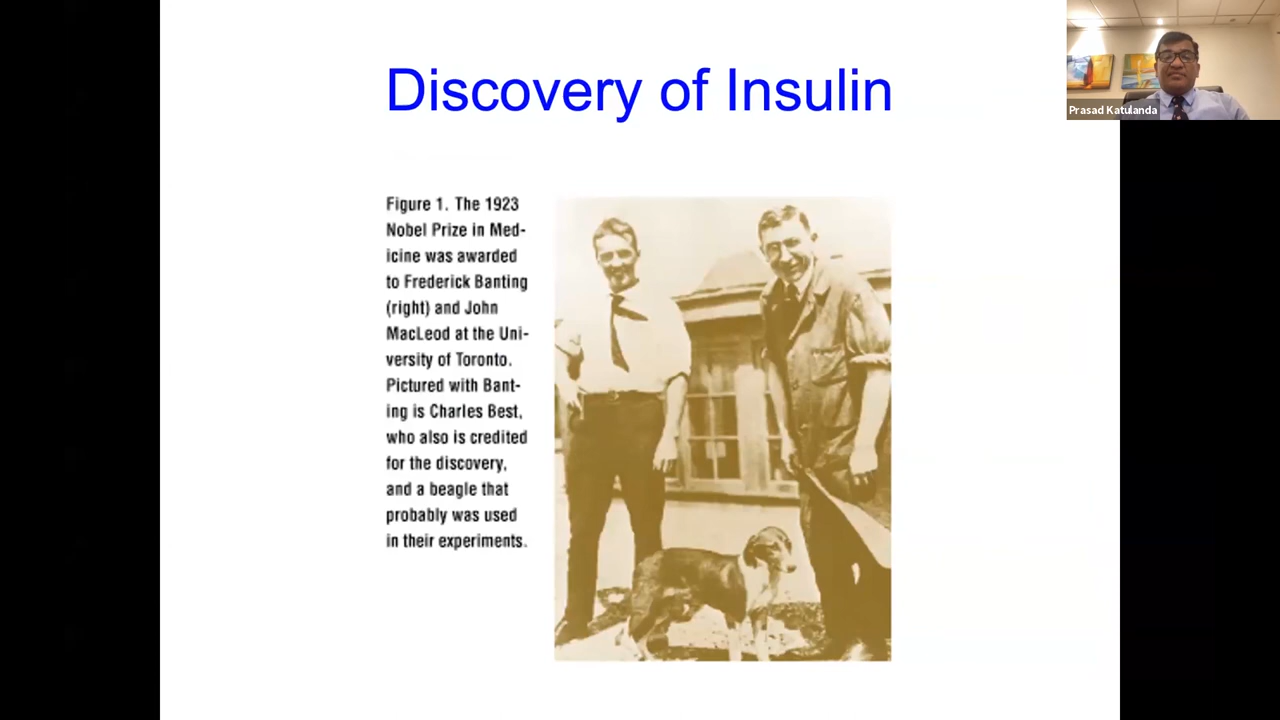 Discovery of Insulin
Prasad Katulanda
Figure 1. The 1923
Nobel Prize in Med-
icine was awarded
to Frederick Banting
(right) and John
MacLeod at the Uni-
versity of Toronto.
Pictured with Bant-
ing is Charles Best,
who also is credited
for the discovery,
and a beagle that
probably was used
in their experiments.